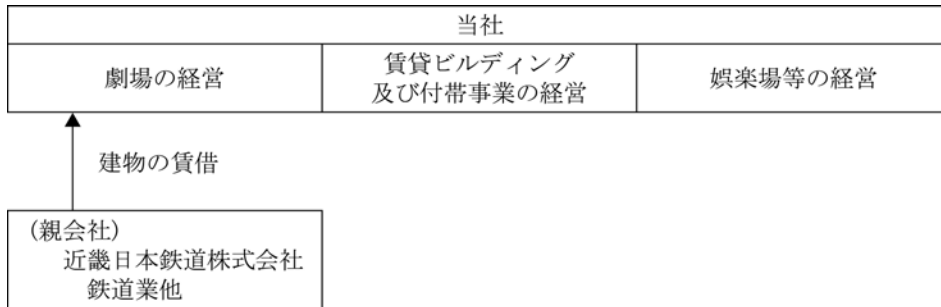 当社
劇場の経営
賃貸ビルディング
及び付帯事業の経営
娯楽場等の経営
建物の賃借
(親会社)
近畿日本鉄道株式会社
鉄道業他